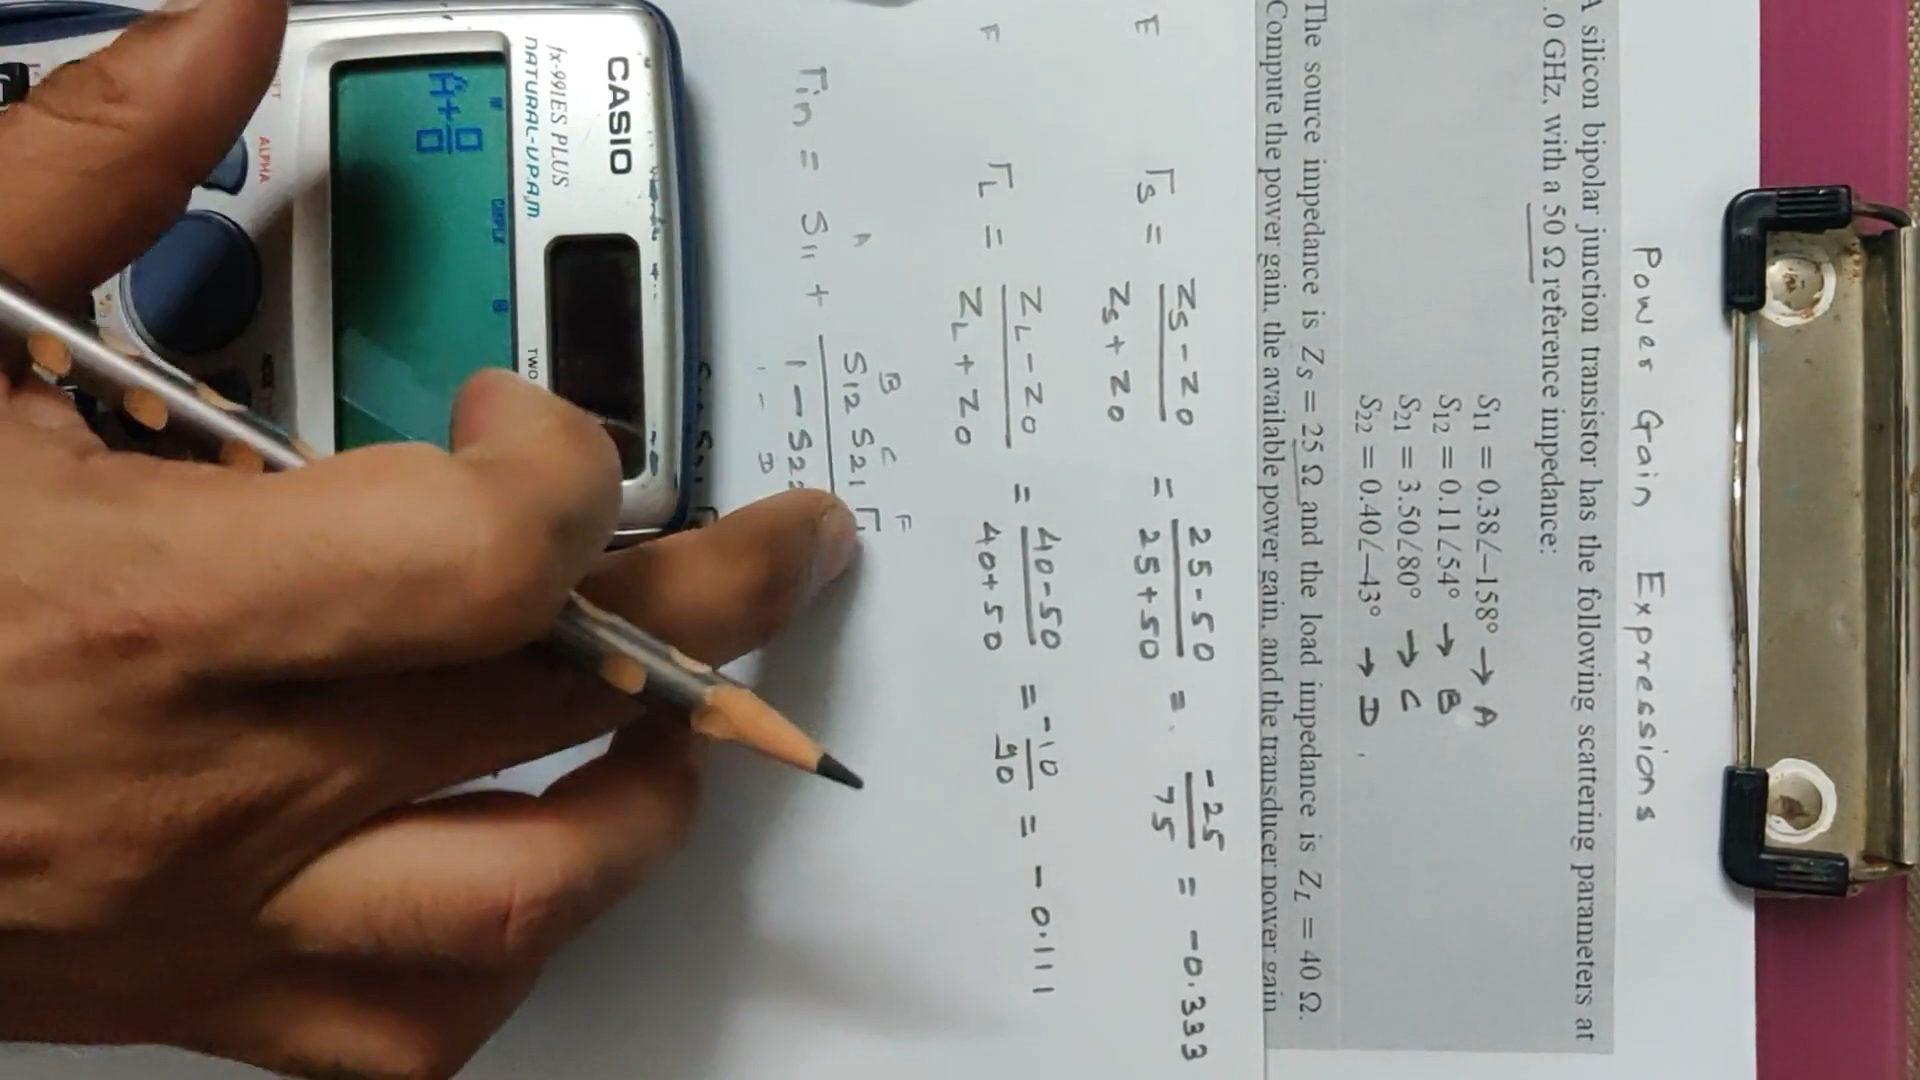 Power Gain Expressions
A silicon bipolar junction transistor has the following scattering parameters at
.0 GHz, with a 50 Ω reference impedance:
S11 = 0.38∠−158° → A
S12 = 0.11∠54° → B
S21 = 3.50∠80° → C
S22 = 0.40∠−43° → D.
The source impedance is ZS = 25 Ω and the load impedance is ZL = 40 Ω.
Compute the power gain, the available power gain, and the transducer power gain
E ΓS = ZS - Z0 / ZS + Z0 = 25-50 / 25+50 = -25 / 75 = -0.333
F ΓL = ZL - Z0 / ZL + Z0 = 40-50 / 40+50 = -10 / 90 = -0.111
A B C F
Γin = S11 + S12 S21 Γ / 1 - S22
D
CASIO
fx-991ES PLUS
NATURAL-V.P.A.M.
TWO
CMPLX
A+
ALPHA